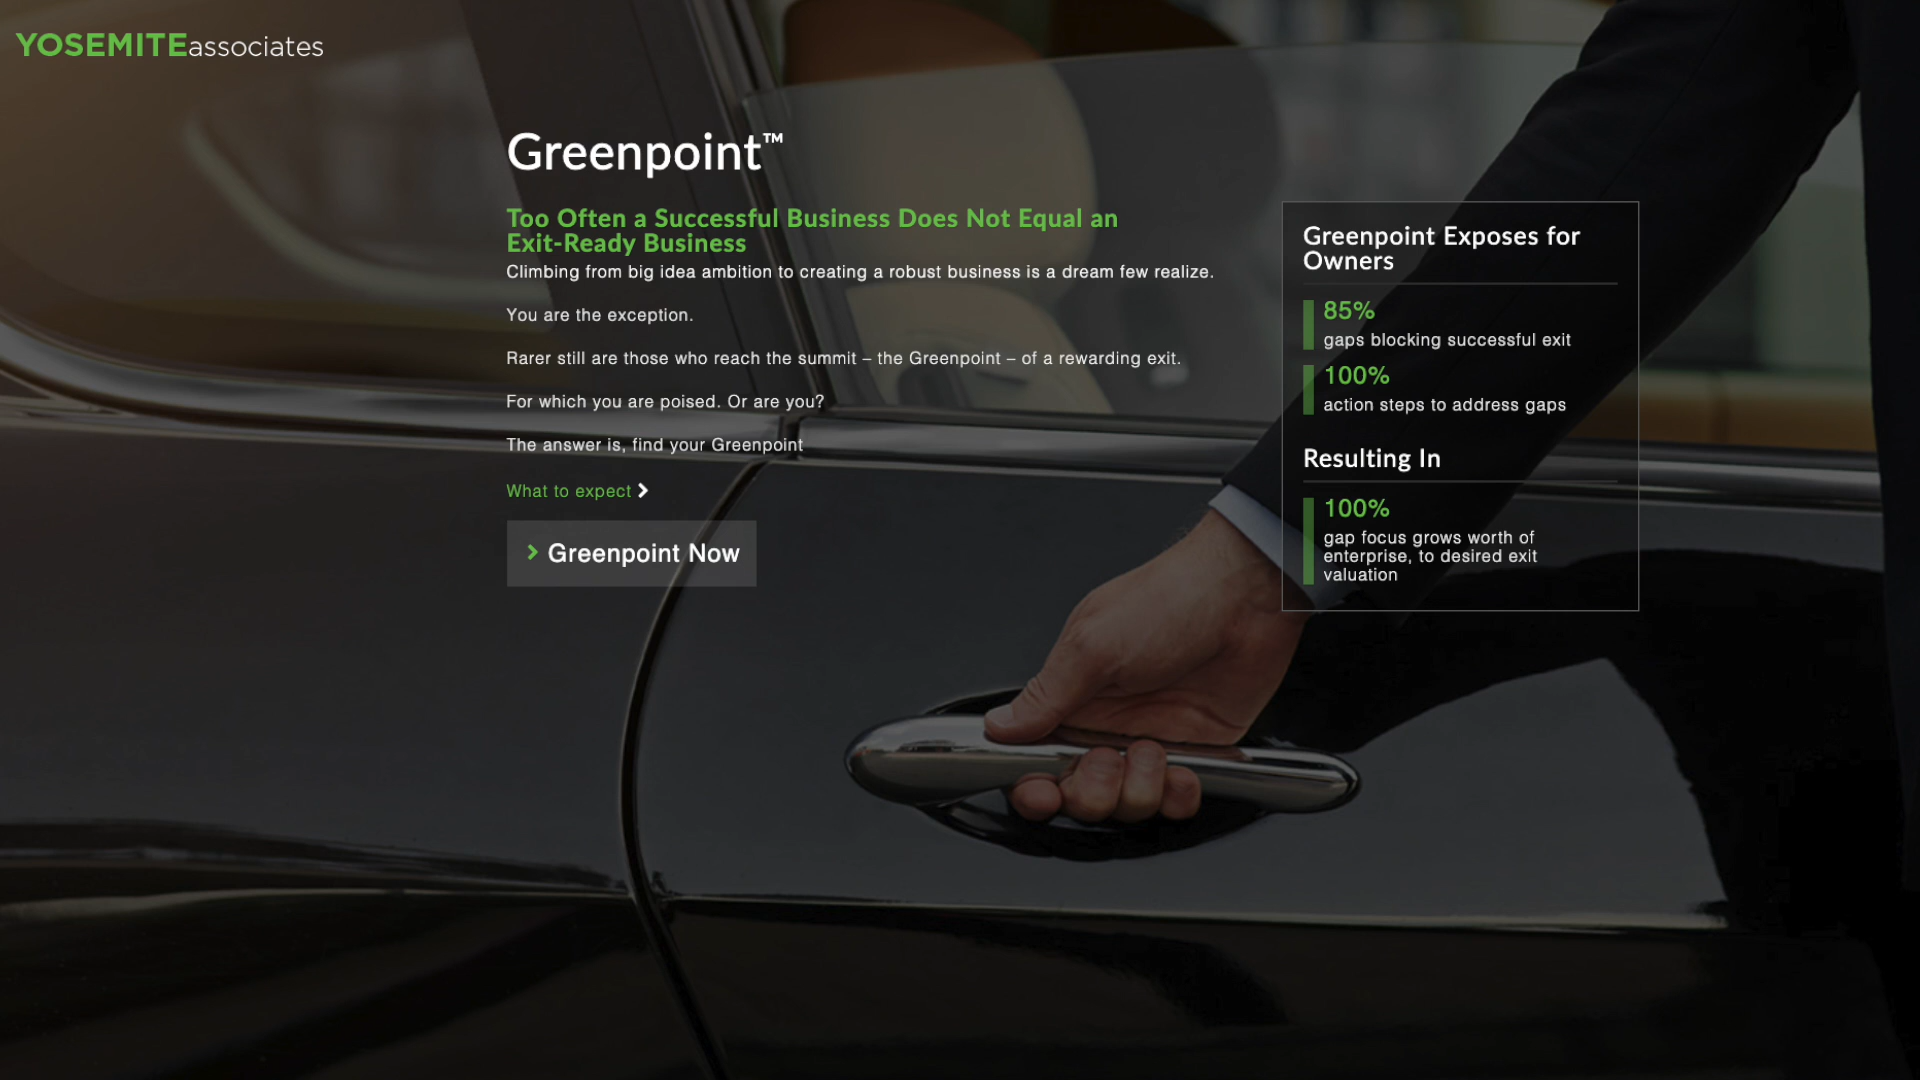 YOSEMITEassociates
Greenpoint™
Too Often a Successful Business Does Not Equal an
Exit-Ready Business
Climbing from big idea ambition to creating a robust business is a dream few realize.
You are the exception.
Rarer still are those who reach the summit – the Greenpoint – of a rewarding exit.
For which you are poised. Or are you?
The answer is, find your Greenpoint
What to expect
Greenpoint Now
Greenpoint Exposes for
Owners
85%
gaps blocking successful exit
100%
action steps to address gaps
Resulting In
100%
gap focus grows worth of
enterprise, to desired exit
valuation